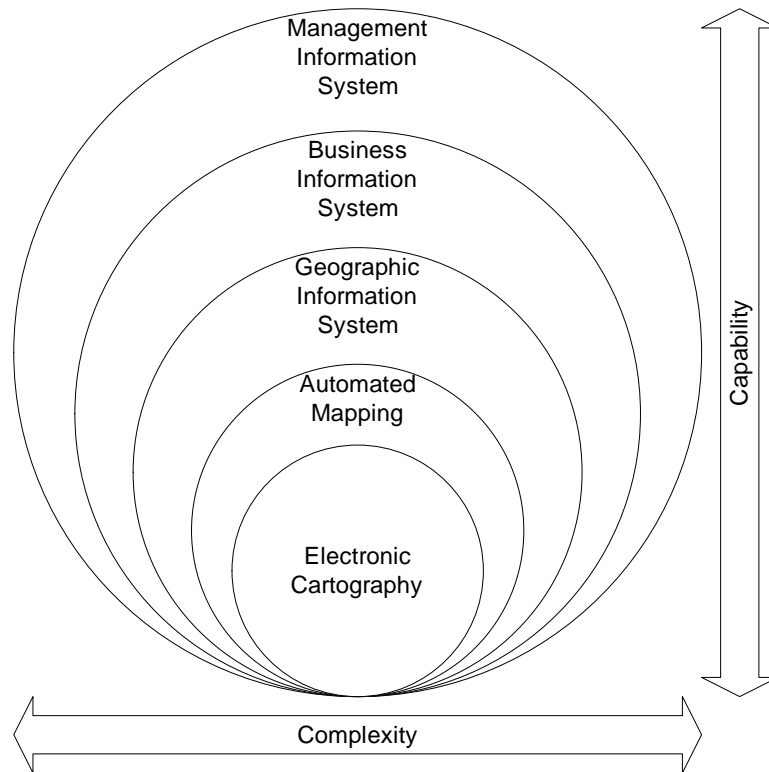 Management
Information
System
Business
Information
System
Geographic
Information
System
Automated
Mapping
Electronic
Cartography
Capability
Complexity